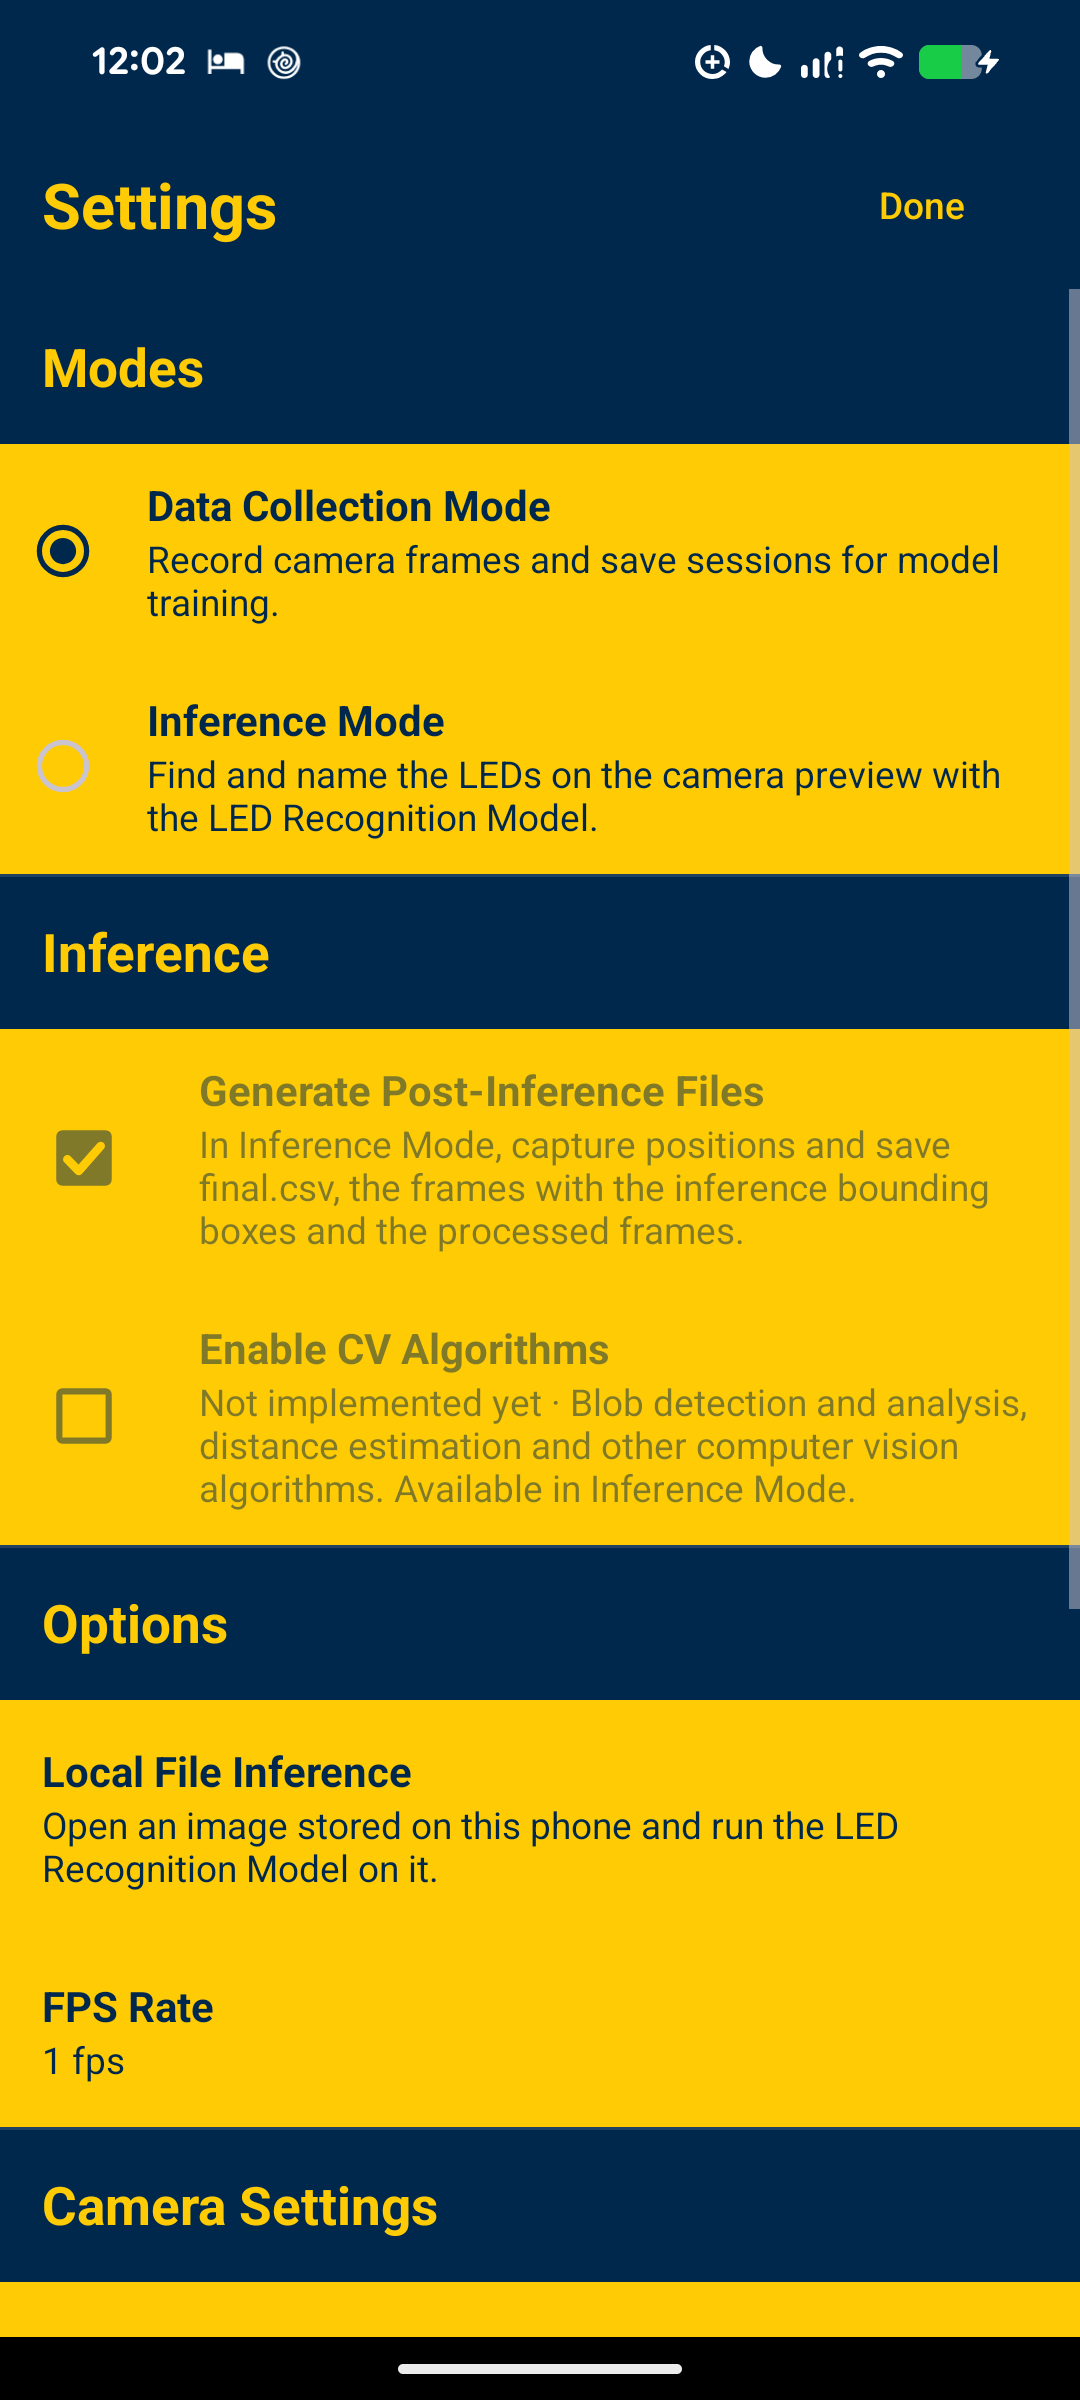 12:02
Settings
Done
Modes
Data Collection Mode
Record camera frames and save sessions for model
training.
Inference Mode
Find and name the LEDs on the camera preview with
the LED Recognition Model.
Inference
Generate Post-Inference Files
In Inference Mode, capture positions and save
final.csv, the frames with the inference bounding
boxes and the processed frames.
Enable CV Algorithms
Not implemented yet · Blob detection and analysis,
distance estimation and other computer vision
algorithms. Available in Inference Mode.
Options
Local File Inference
Open an image stored on this phone and run the LED
Recognition Model on it.
FPS Rate
1 fps
Camera Settings